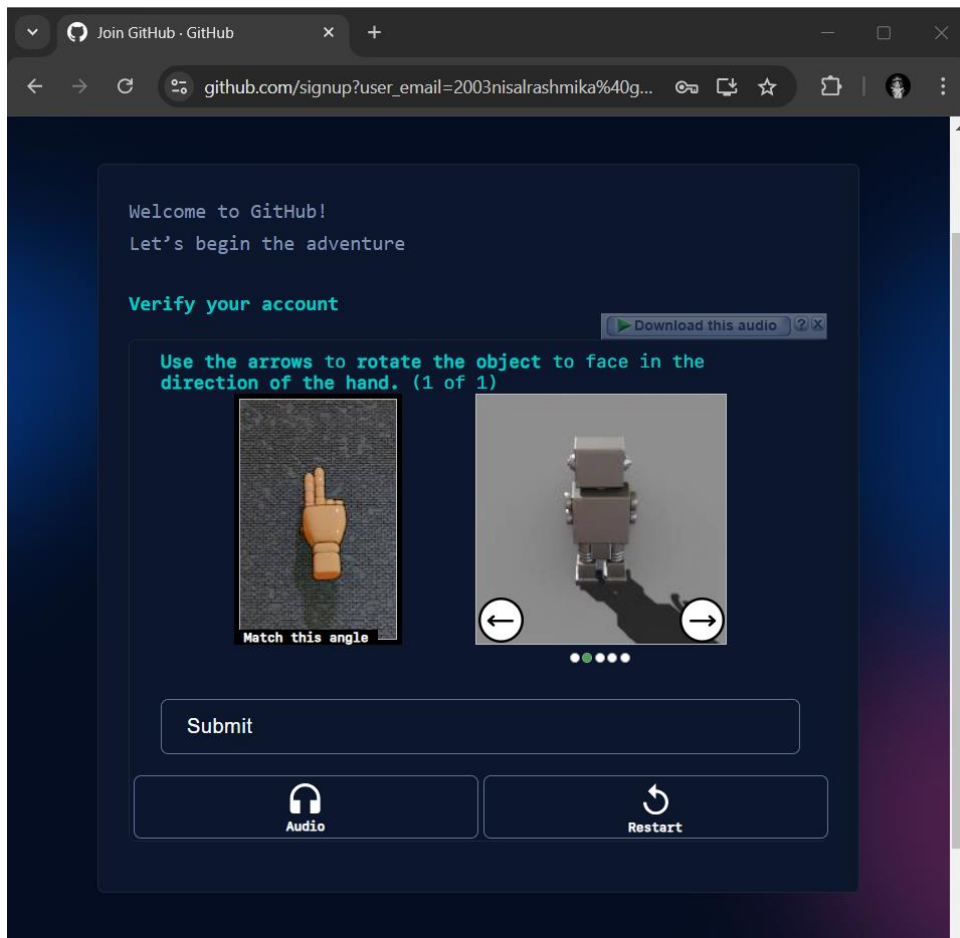 Join GitHub · GitHub
github.com/signup?user_email=2003nisalrashmika%40g...
Welcome to GitHub!
Let’s begin the adventure
Verify your account
Download this audio ? X
Use the arrows to rotate the object to face in the
direction of the hand. (1 of 1)
Match this angle
Submit
Audio
Restart